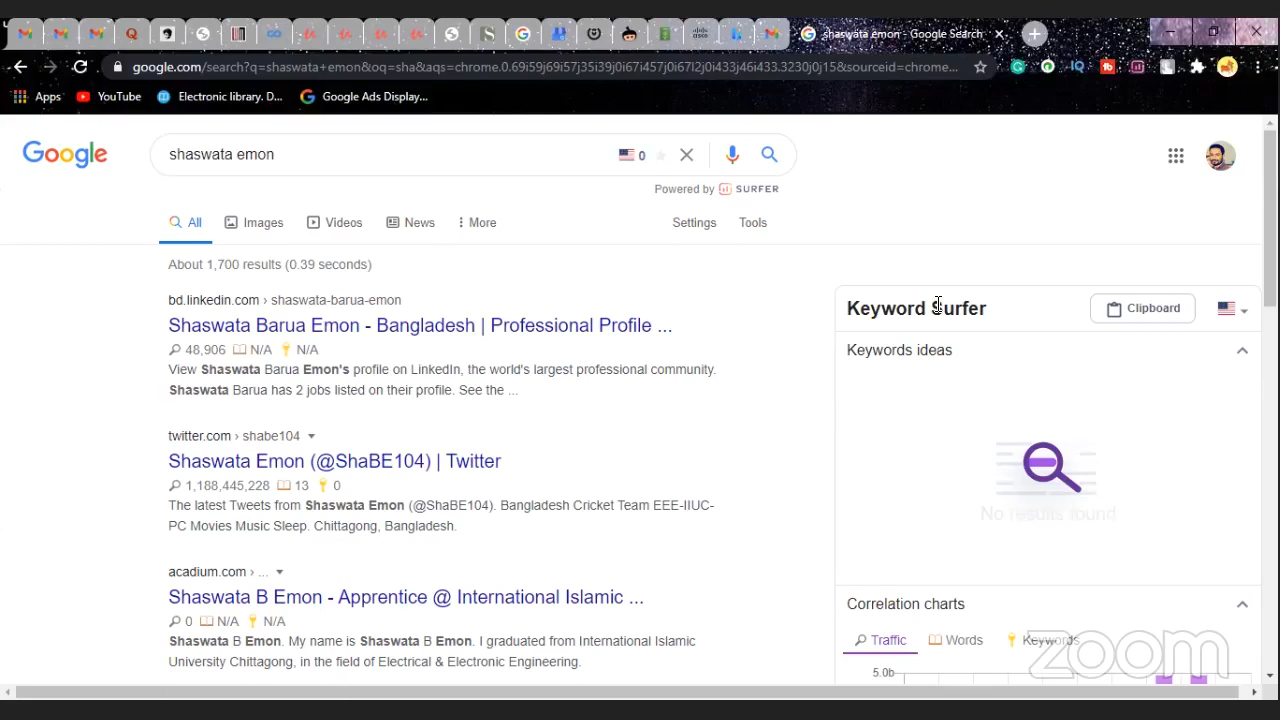 shaswata emon - Google Search
google.com/search?q=shaswata+emon&oq=sha&aqs=chrome.0.69i59j69i57j35i39j0i67i457j0i67l2j0i433j46i433.3230j0j15&sourceid=chrome...
Apps YouTube Electronic library. D... Google Ads Display...
Google
shaswata emon
0
Powered by SURFER
All Images Videos News More Settings Tools
About 1,700 results (0.39 seconds)
bd.linkedin.com › shaswata-barua-emon
Shaswata Barua Emon - Bangladesh | Professional Profile ...
48,906 N/A N/A
View Shaswata Barua Emon's profile on LinkedIn, the world's largest professional community.
Shaswata Barua has 2 jobs listed on their profile. See the ...
twitter.com › shabe104
Shaswata Emon (@ShaBE104) | Twitter
1,188,445,228 13 0
The latest Tweets from Shaswata Emon (@ShaBE104). Bangladesh Cricket Team EEE-IIUC-
PC Movies Music Sleep. Chittagong, Bangladesh.
acadium.com › ...
Shaswata B Emon - Apprentice @ International Islamic ...
0 N/A N/A
Shaswata B Emon. My name is Shaswata B Emon. I graduated from International Islamic
University Chittagong, in the field of Electrical & Electronic Engineering.
Keyword Surfer
Clipboard
Keywords ideas
No results found
Correlation charts
Traffic Words Keywords
5.0b
zoom